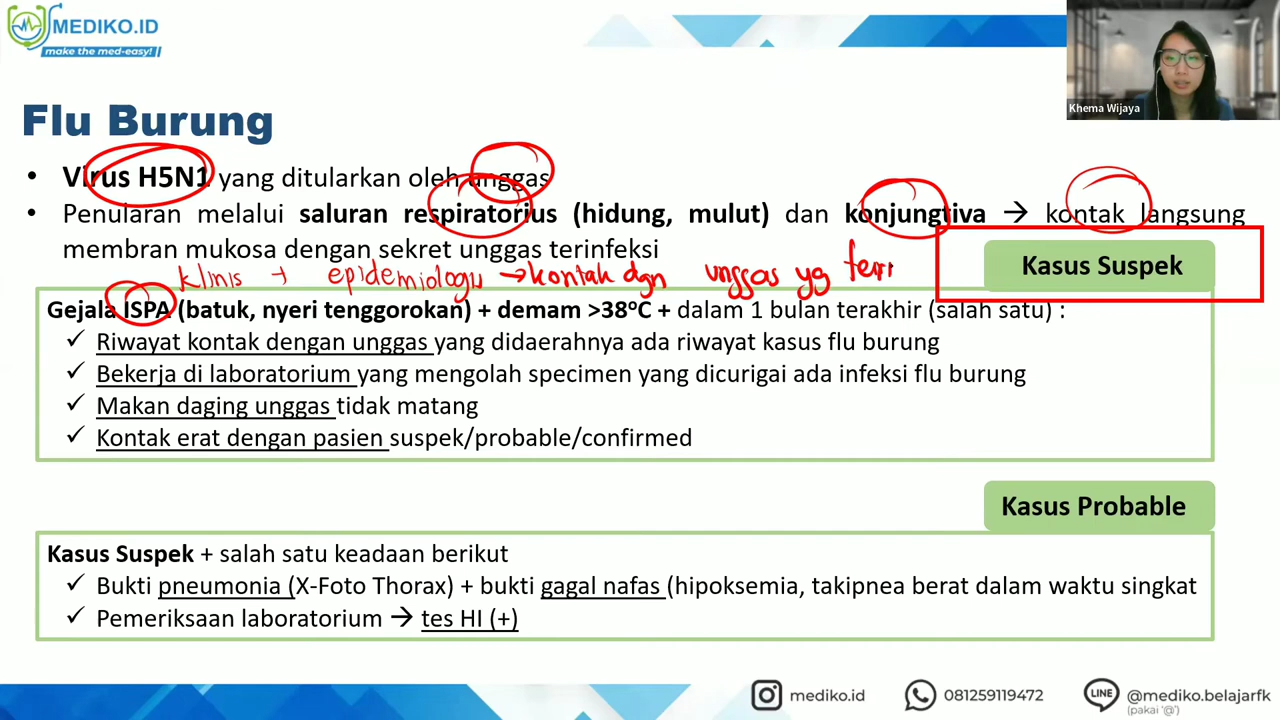 MEDIKO.ID
make the med-easy!
Khema Wijaya
Flu Burung
• Virus H5N1 yang ditularkan oleh unggas
• Penularan melalui saluran respiratorius (hidung, mulut) dan konjungtiva → kontak langsung
membran mukosa dengan sekret unggas terinfeksi
Kasus Suspek
klinis + epidemiologi → kontak dgn unggas yg teri
Gejala ISPA (batuk, nyeri tenggorokan) + demam >38°C + dalam 1 bulan terakhir (salah satu) :
✓ Riwayat kontak dengan unggas yang didaerahnya ada riwayat kasus flu burung
✓ Bekerja di laboratorium yang mengolah specimen yang dicurigai ada infeksi flu burung
✓ Makan daging unggas tidak matang
✓ Kontak erat dengan pasien suspek/probable/confirmed
Kasus Probable
Kasus Suspek + salah satu keadaan berikut
✓ Bukti pneumonia (X-Foto Thorax) + bukti gagal nafas (hipoksemia, takipnea berat dalam waktu singkat
✓ Pemeriksaan laboratorium → tes HI (+)
mediko.id
081259119472
LINE
@mediko.belajarfk
(pakai '@')